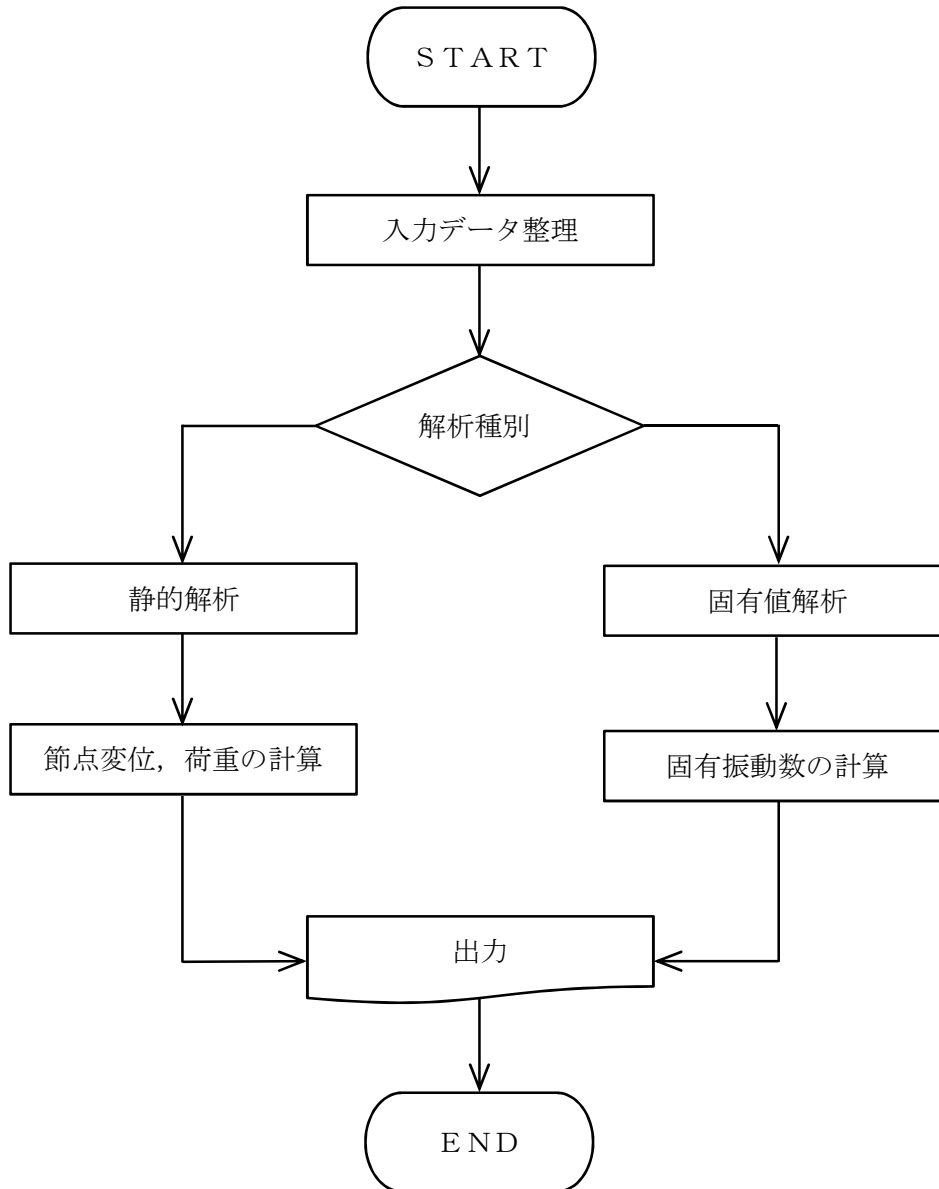 ＳＴＡＲＴ
入力データ整理
解析種別
静的解析
固有値解析
節点変位，荷重の計算
固有振動数の計算
出力
ＥＮＤ